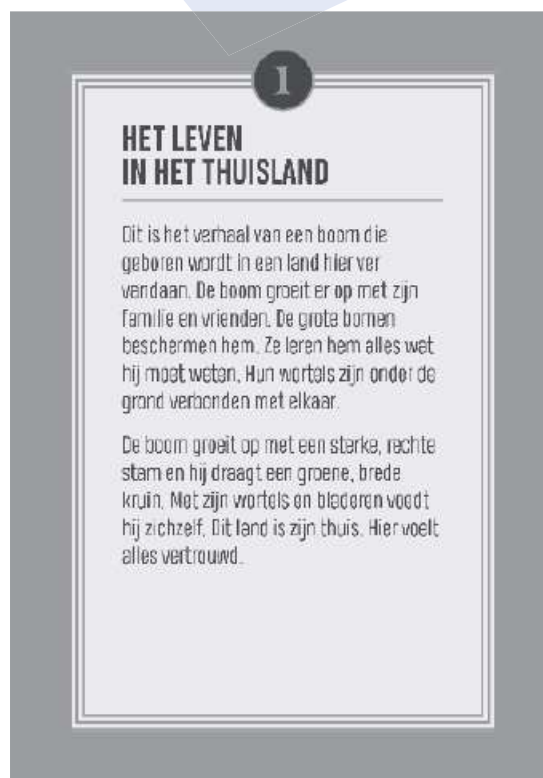 1
HET LEVEN
IN HET THUISLAND
Dit is het verhaal van een boom die
geboren wordt in een land hier ver
vandaan. De boom groeit er op met zijn
familie en vrienden. De grote bomen
beschermen hem. Ze leren hem alles wat
hij moet weten. Hun wortels zijn onder de
grond verbonden met elkaar.
De boom groeit op met een sterke, rechte
stam en hij draagt een groene, brede
kruin. Met zijn wortels en bladeren voedt
hij zichzelf. Dit land is zijn thuis. Hier voelt
alles vertrouwd.